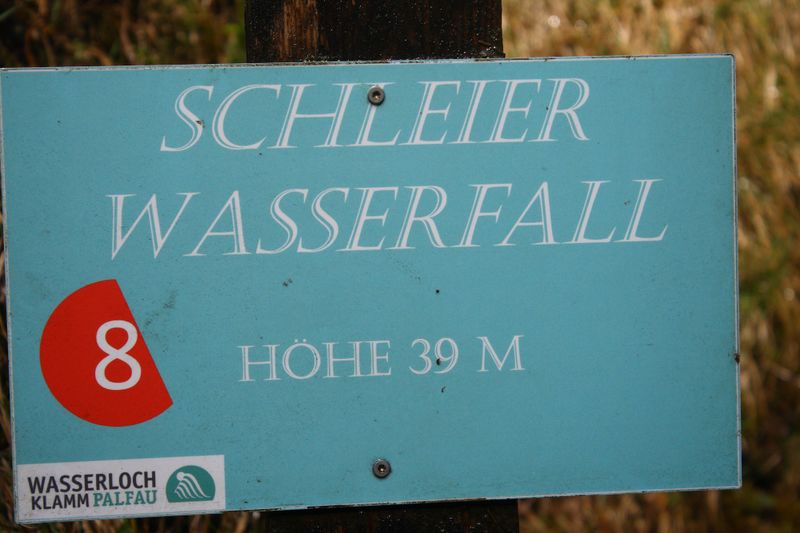 SCHLEIER
WASSERFALL
8
HÖHE 39 M
WASSERLOCH
KLAMM PALFAU